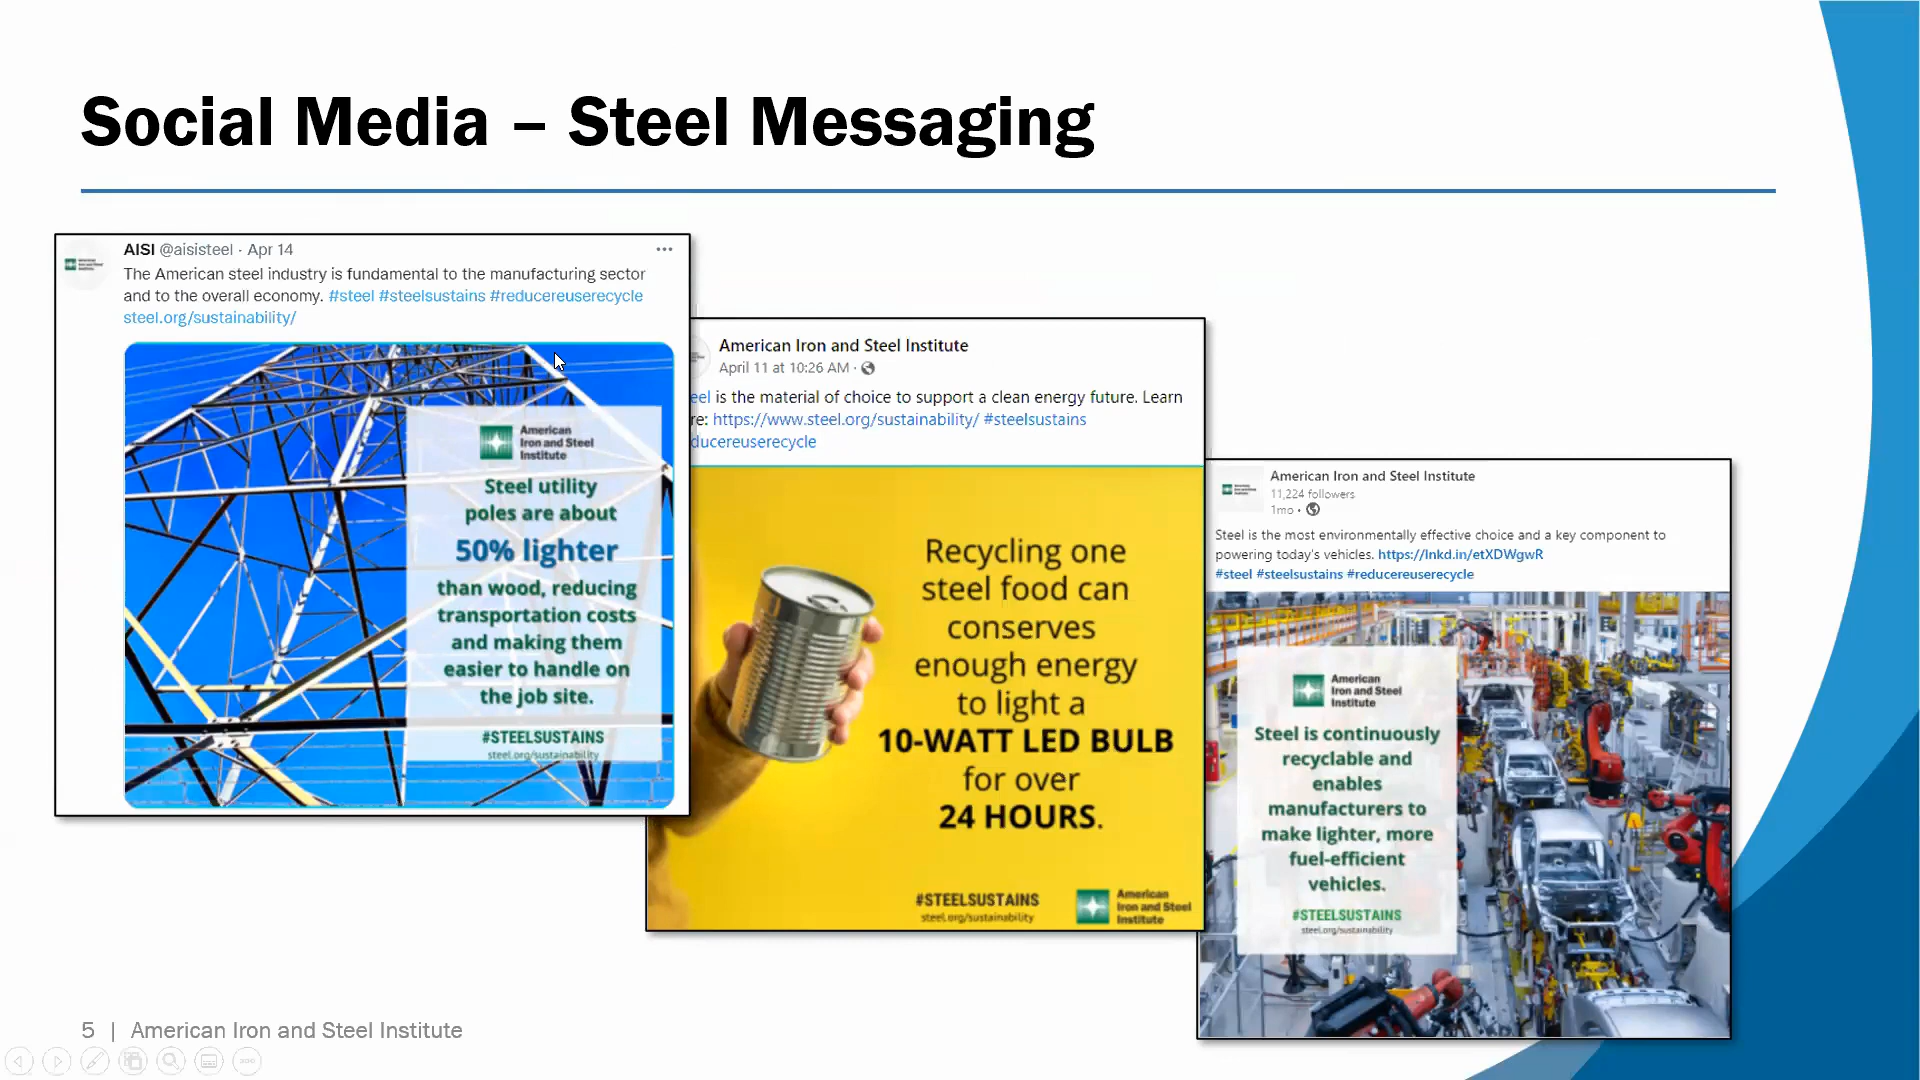 Social Media – Steel Messaging
AISI @aisisteel · Apr 14
The American steel industry is fundamental to the manufacturing sector
and to the overall economy. #steel #steelsustains #reducereuserecycle
steel.org/sustainability/
American
Iron and Steel
Institute
Steel utility
poles are about
50% lighter
than wood, reducing
transportation costs
and making them
easier to handle on
the job site.
#STEELSUSTAINS
steel.org/sustainability
American Iron and Steel Institute
April 11 at 10:26 AM ·
eel is the material of choice to support a clean energy future. Learn
re: https://www.steel.org/sustainability/ #steelsustains
ducereuserecycle
Recycling one
steel food can
conserves
enough energy
to light a
10-WATT LED BULB
for over
24 HOURS.
#STEELSUSTAINS
steel.org/sustainability
American
Iron and Steel
Institute
American Iron and Steel Institute
11,224 followers
1mo •
Steel is the most environmentally effective choice and a key component to
powering today's vehicles. https://lnkd.in/etXDWgwR
#steel #steelsustains #reducereuserecycle
American
Iron and Steel
Institute
Steel is continuously
recyclable and
enables
manufacturers to
make lighter, more
fuel-efficient
vehicles.
#STEELSUSTAINS
steel.org/sustainability
5 | American Iron and Steel Institute